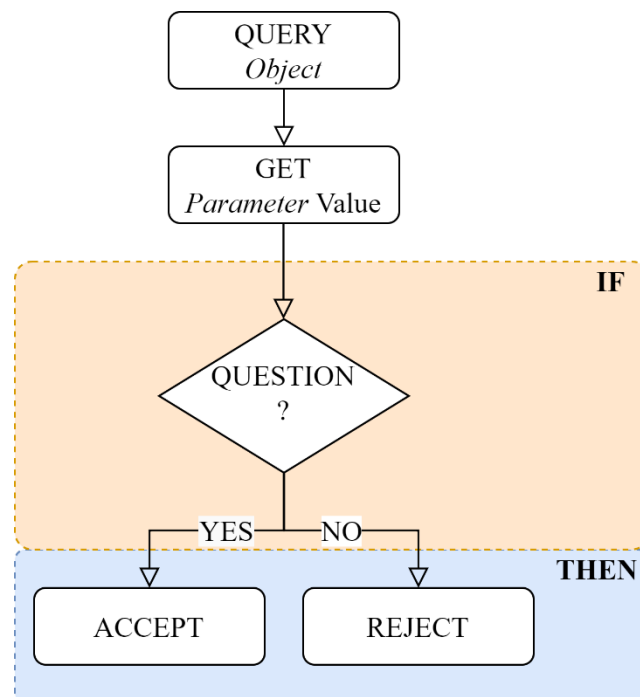 QUERY
Object
GET
Parameter Value
IF
QUESTION
?
YES
NO
THEN
ACCEPT
REJECT